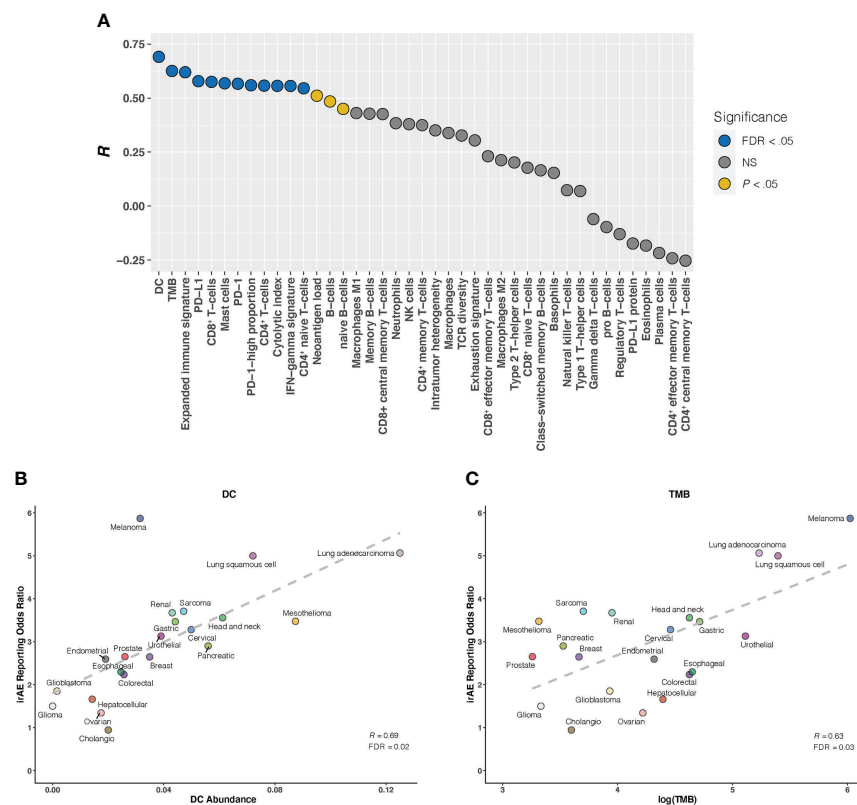 A
0.75
0.50
0.25
0.00
−0.25
R
DC
TMB
Expanded immune signature
PD−L1
CD8⁺ T−cells
Mast cells
PD−1
PD−1−high proportion
CD4⁺ T−cells
Cytolytic index
IFN−gamma signature
CD4⁺ naive T−cells
Neoantigen load
B−cells
naive B−cells
Macrophages M1
Memory B−cells
CD8+ central memory T−cells
Neutrophils
NK cells
CD4⁺ memory T−cells
Intratumor heterogeneity
Macrophages
TCR diversity
Exhaustion signature
CD8⁺ effector memory T−cells
Macrophages M2
Type 2 T−helper cells
CD8⁺ naive T−cells
Class−switched memory B−cells
Basophils
Natural killer T−cells
Type 1 T−helper cells
Gamma delta T−cells
pro B−cells
Regulatory T−cells
PD−L1 protein
Eosinophils
Plasma cells
CD4⁺ effector memory T−cells
CD4⁺ central memory T−cells
Significance
FDR < .05
NS
P < .05
B
DC
irAE Reporting Odds Ratio
6
5
4
3
2
1
0
Melanoma
Lung squamous cell
Lung adenocarcinoma
Renal
Sarcoma
Mesothelioma
Gastric
Head and neck
Urothelial
Cervical
Endometrial
Prostate
Pancreatic
Esophageal
Breast
Colorectal
Glioblastoma
Hepatocellular
Glioma
Ovarian
Cholangio
R = 0.69
FDR = 0.02
0.00
0.04
0.08
0.12
DC Abundance
C
TMB
irAE Reporting Odds Ratio
6
5
4
3
2
1
0
Melanoma
Lung adenocarcinoma
Lung squamous cell
Sarcoma
Renal
Head and neck
Mesothelioma
Gastric
Pancreatic
Cervical
Urothelial
Prostate
Breast
Endometrial
Esophageal
Colorectal
Glioblastoma
Hepatocellular
Glioma
Ovarian
Cholangio
R = 0.63
FDR = 0.03
3
4
5
6
log(TMB)